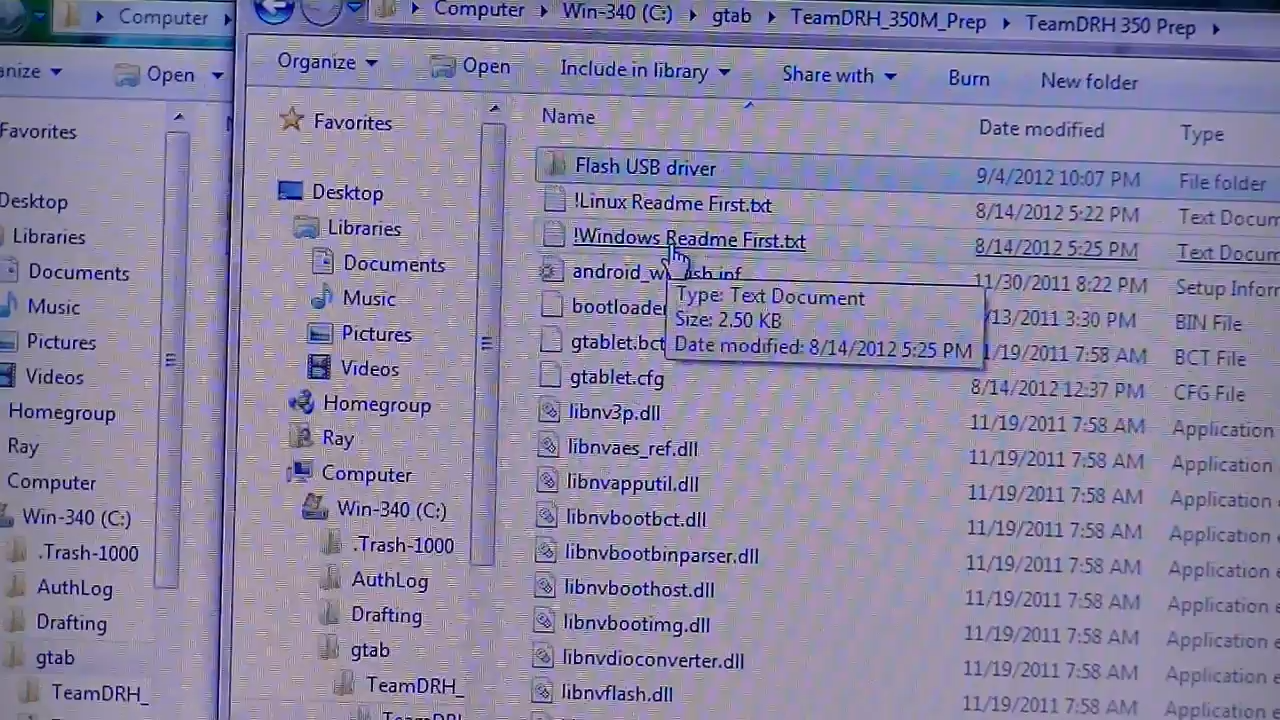 Computer
Computer Win-340 (C:) gtab TeamDRH_350M_Prep TeamDRH 350 Prep
anize Open
Organize Open Include in library Share with Burn New folder
Favorites
Desktop
Libraries
Documents
Music
Pictures
Videos
Homegroup
Ray
Computer
Win-340 (C:)
.Trash-1000
AuthLog
Drafting
gtab
TeamDRH_
Favorites
Desktop
Libraries
Documents
Music
Pictures
Videos
Homegroup
Ray
Computer
Win-340 (C:)
.Trash-1000
AuthLog
Drafting
gtab
TeamDRH_
TeamDRH
Name Date modified Type
Flash USB driver 9/4/2012 10:07 PM File folder
!Linux Readme First.txt 8/14/2012 5:22 PM Text Docum
!Windows Readme First.txt 8/14/2012 5:25 PM Text Docum
android_w ash.inf 11/30/2011 8:22 PM Setup Inforr
bootloader /13/2011 3:30 PM BIN File
gtablet.bct 1/19/2011 7:58 AM BCT File
gtablet.cfg 8/14/2012 12:37 PM CFG File
libnv3p.dll 11/19/2011 7:58 AM Application
libnvaes_ref.dll 11/19/2011 7:58 AM Application
libnvapputil.dll 11/19/2011 7:58 AM Application
libnvbootbct.dll 11/19/2011 7:58 AM Application
libnvbootbinparser.dll 11/19/2011 7:58 AM Application
libnvboothost.dll 11/19/2011 7:58 AM Application e
libnvbootimg.dll 11/19/2011 7:58 AM Application e
libnvdioconverter.dll 11/19/2011 7:58 AM Application e
libnvflash.dll 11/19/2011 7:58 AM Application e
Type: Text Document
Size: 2.50 KB
Date modified: 8/14/2012 5:25 PM